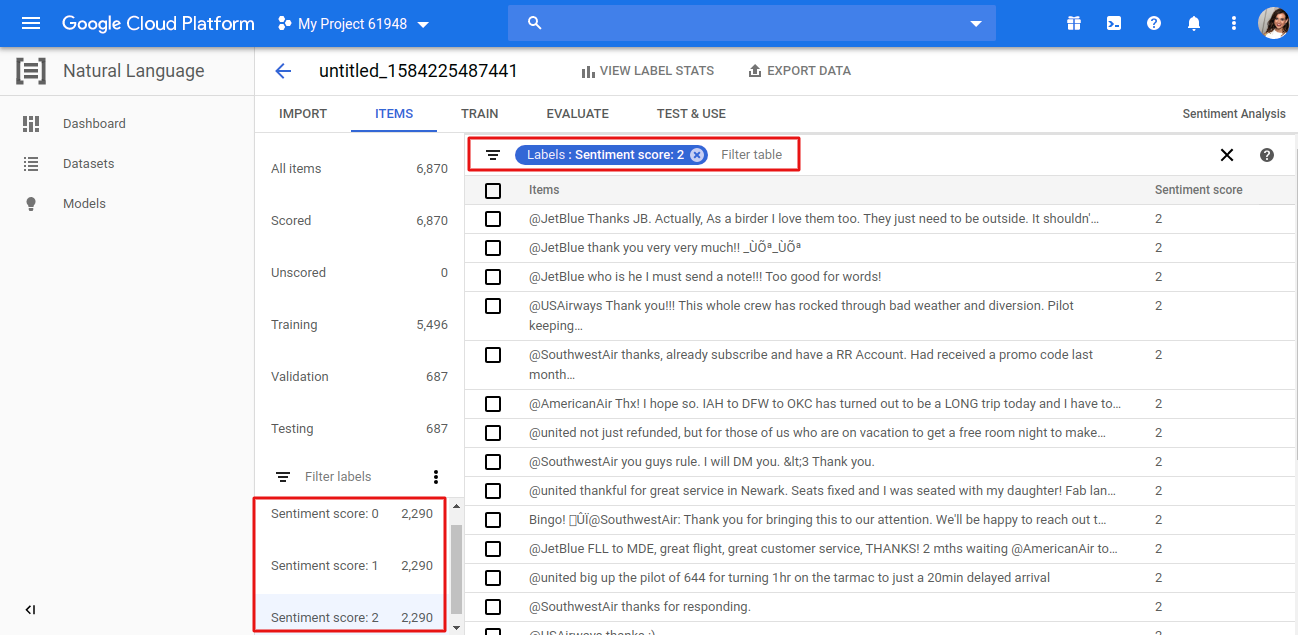 Google Cloud Platform
My Project 61948
Natural Language
untitled_1584225487441
VIEW LABEL STATS
EXPORT DATA
Dashboard
Datasets
Models
IMPORT
ITEMS
TRAIN
EVALUATE
TEST & USE
Sentiment Analysis
All items 6,870
Scored 6,870
Unscored 0
Training 5,496
Validation 687
Testing 687
Filter labels
Sentiment score: 0 2,290
Sentiment score: 1 2,290
Sentiment score: 2 2,290
Labels : Sentiment score: 2
Filter table
Items Sentiment score
@JetBlue Thanks JB. Actually, As a birder I love them too. They just need to be outside. It shouldn'... 2
@JetBlue thank you very very much!! _ÙÕª_ÙÕª 2
@JetBlue who is he I must send a note!!! Too good for words! 2
@USAirways Thank you!!! This whole crew has rocked through bad weather and diversion. Pilot 2
keeping...
@SouthwestAir thanks, already subscribe and have a RR Account. Had received a promo code last 2
month...
@AmericanAir Thx! I hope so. IAH to DFW to OKC has turned out to be a LONG trip today and I have to... 2
@united not just refunded, but for those of us who are on vacation to get a free room night to make... 2
@SouthwestAir you guys rule. I will DM you. &lt;3 Thank you. 2
@united thankful for great service in Newark. Seats fixed and I was seated with my daughter! Fab lan... 2
Bingo! ÛÏ@SouthwestAir: Thank you for bringing this to our attention. We'll be happy to reach out t... 2
@JetBlue FLL to MDE, great flight, great customer service, THANKS! 2 mths waiting @AmericanAir to... 2
@united big up the pilot of 644 for turning 1hr on the tarmac to just a 20min delayed arrival 2
@SouthwestAir thanks for responding. 2
@USAirways thanks :)